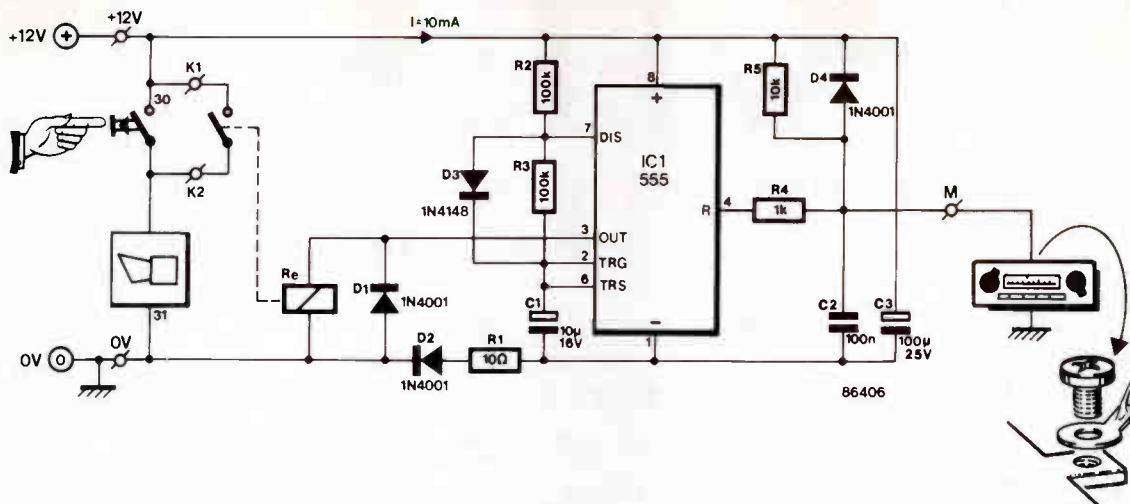 +12V
+12V
I = 10mA
K1
30
K2
31
0V
0V
Re
D1
1N4001
D2
1N4001
R1
10Ω
R2
100k
R3
100k
D3
1N4148
C1
10µ
16V
7 DIS
3 OUT
2 TRG
6 TRS
8
+
IC1
555
R 4
–
1
R4
1k
R5
10k
D4
1N4001
M
C2
100n
C3
100µ
25V
86406